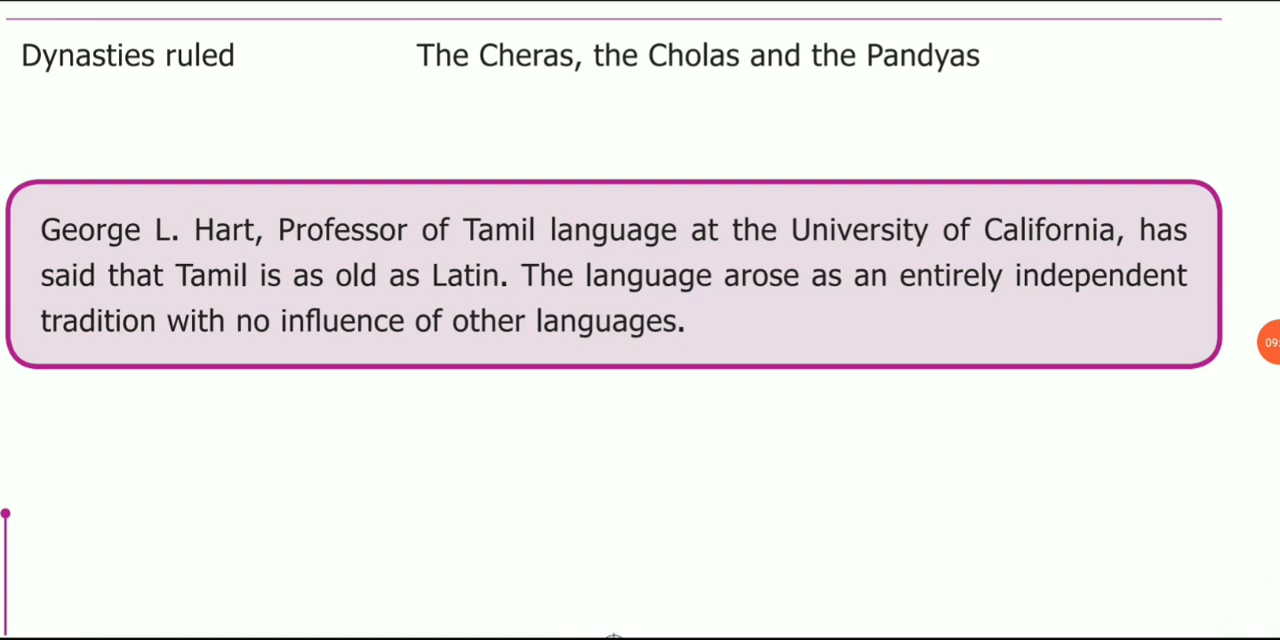 Dynasties ruled The Cheras, the Cholas and the Pandyas
George L. Hart, Professor of Tamil language at the University of California, has
said that Tamil is as old as Latin. The language arose as an entirely independent
tradition with no influence of other languages.
09: